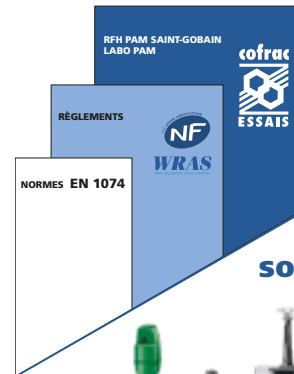 RFH PAM SAINT-GOBAIN
LABO PAM
cofrac
ESSAIS
RÈGLEMENTS
NF
WRAS
NORMES EN 1074
SO